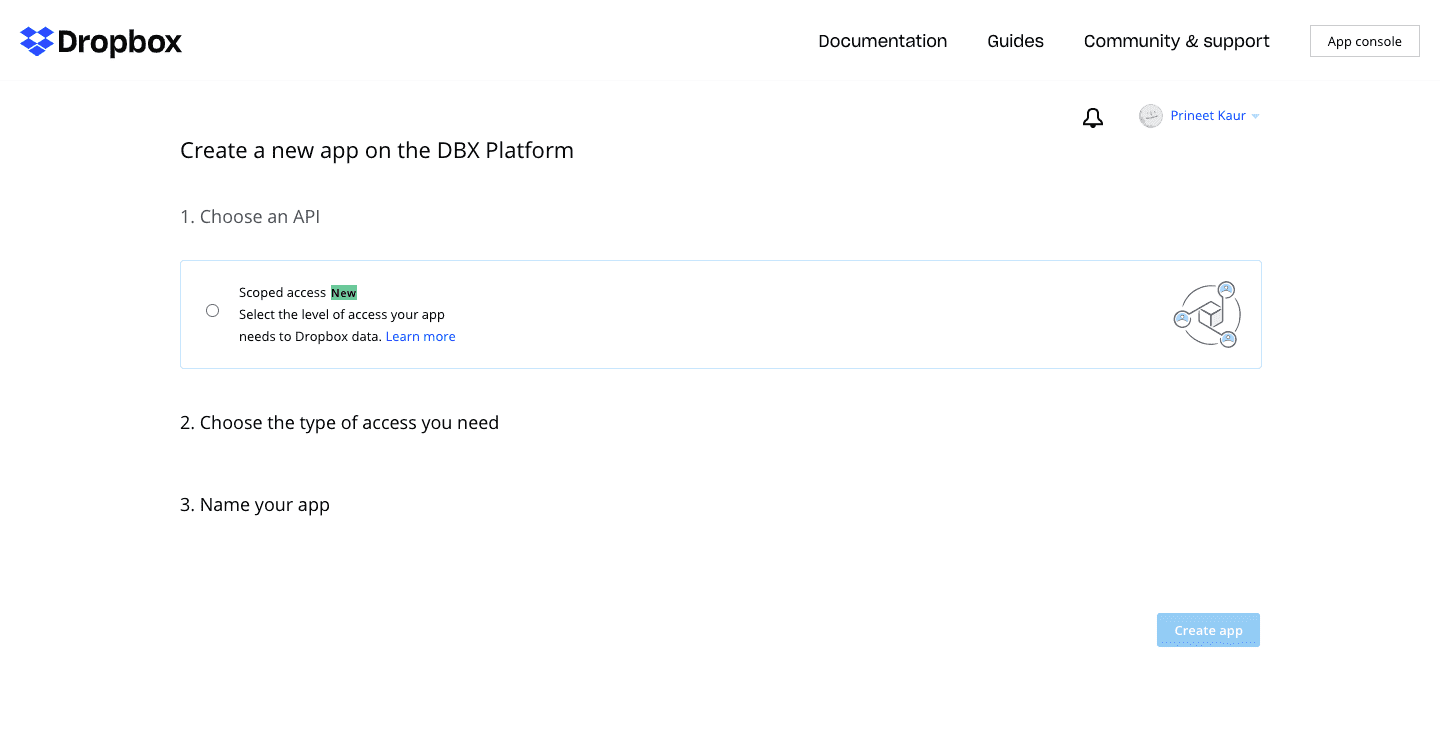 Dropbox
Documentation
Guides
Community & support
App console
Prineet Kaur
Create a new app on the DBX Platform
1. Choose an API
Scoped access New
Select the level of access your app
needs to Dropbox data. Learn more
2. Choose the type of access you need
3. Name your app
Create app